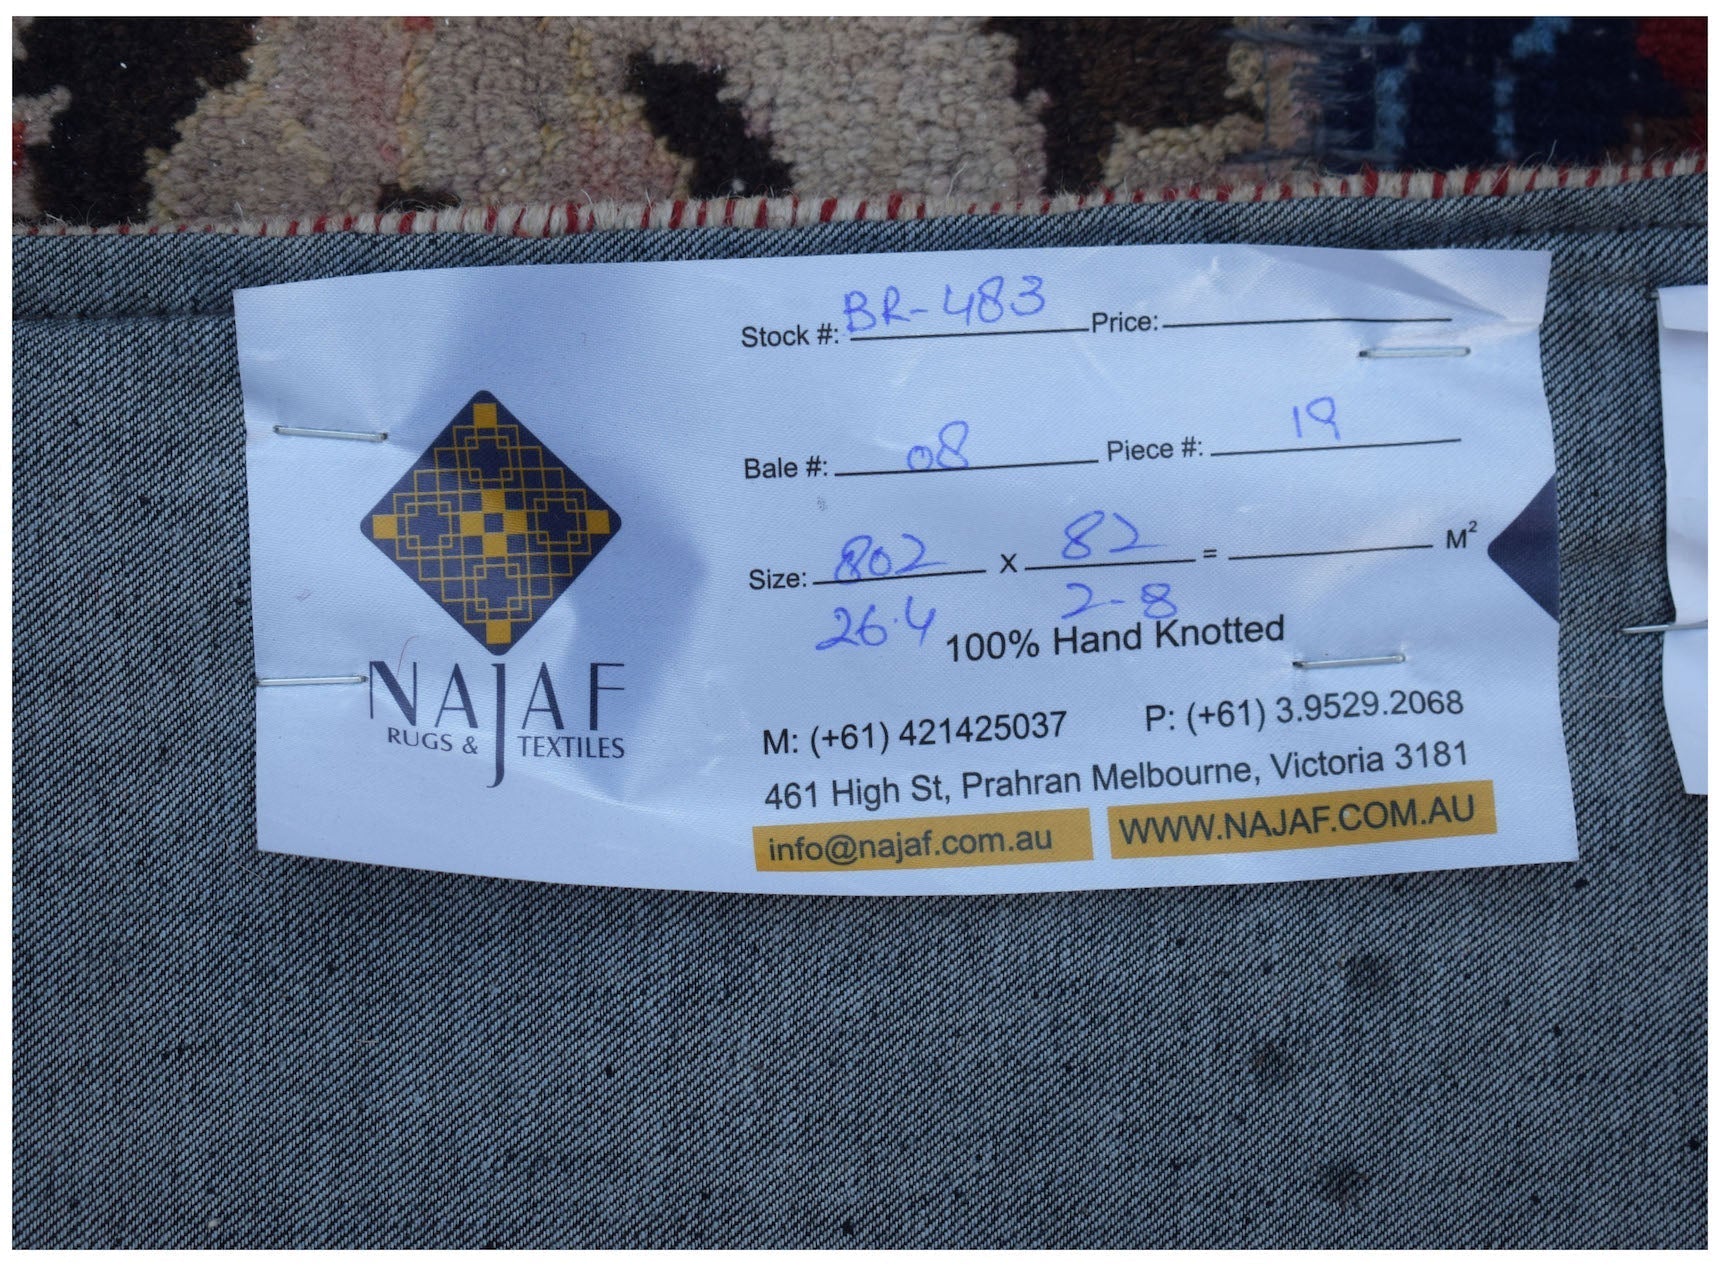 Stock #: BR-483 Price:
Bale #: 08 Piece #: 19
Size: 802 X 82 = M²
26.4 2-8
100% Hand Knotted
NAJAF
RUGS & TEXTILES
M: (+61) 421425037 P: (+61) 3.9529.2068
461 High St, Prahran Melbourne, Victoria 3181
info@najaf.com.au WWW.NAJAF.COM.AU